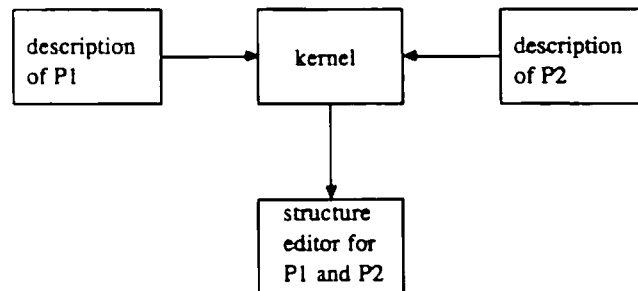 description
of P1
kernel
description
of P2
structure
editor for
P1 and P2